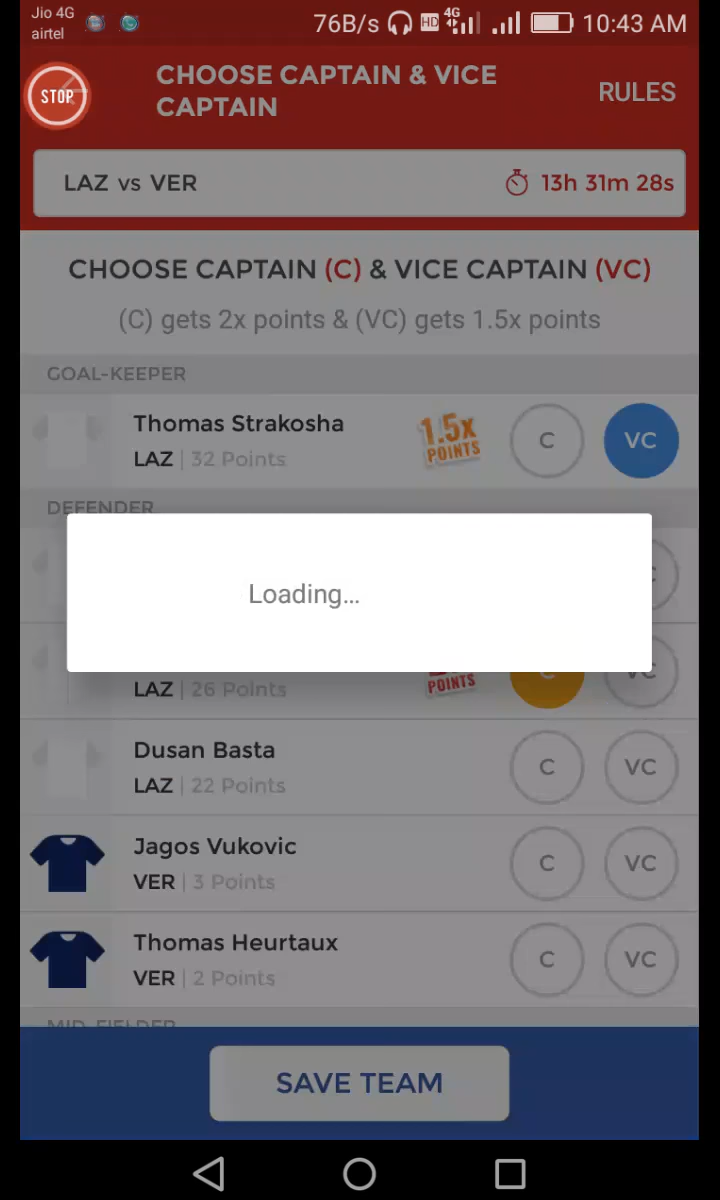 Jio 4G
airtel
76B/s HD 4G 10:43 AM
STOP
CHOOSE CAPTAIN & VICE
CAPTAIN
RULES
LAZ vs VER
13h 31m 28s
CHOOSE CAPTAIN (C) & VICE CAPTAIN (VC)
(C) gets 2x points & (VC) gets 1.5x points
GOAL-KEEPER
Thomas Strakosha
LAZ | 32 Points
1.5x
POINTS
C
VC
DEFENDER
Loading...
LAZ | 26 Points
POINTS
C
VC
Dusan Basta
LAZ | 22 Points
C
VC
Jagos Vukovic
VER | 3 Points
C
VC
Thomas Heurtaux
VER | 2 Points
C
VC
MID-FIELDER
SAVE TEAM